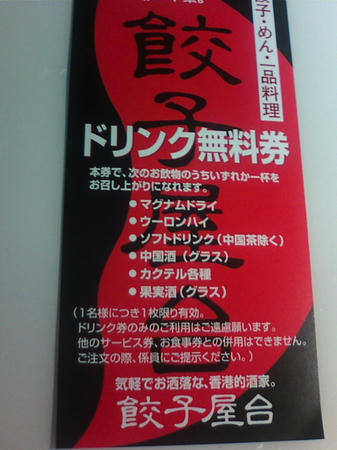 餃子・めん・一品料理
餃子屋台
ドリンク無料券
本券で、次のお飲物のうちいずれか一杯を
お召し上がりになれます。
●マグナムドライ
●ウーロンハイ
●ソフトドリンク（中国茶除く）
●中国酒（グラス）
●カクテル各種
●果実酒（グラス）
（1名様につき1枚限り有効。
ドリンク券のみのご利用はご遠慮願います。
他のサービス券、お食事券との併用はできません。
ご注文の際、係員にご提示ください。）
気軽でお洒落な、香港的酒家。
餃子屋台